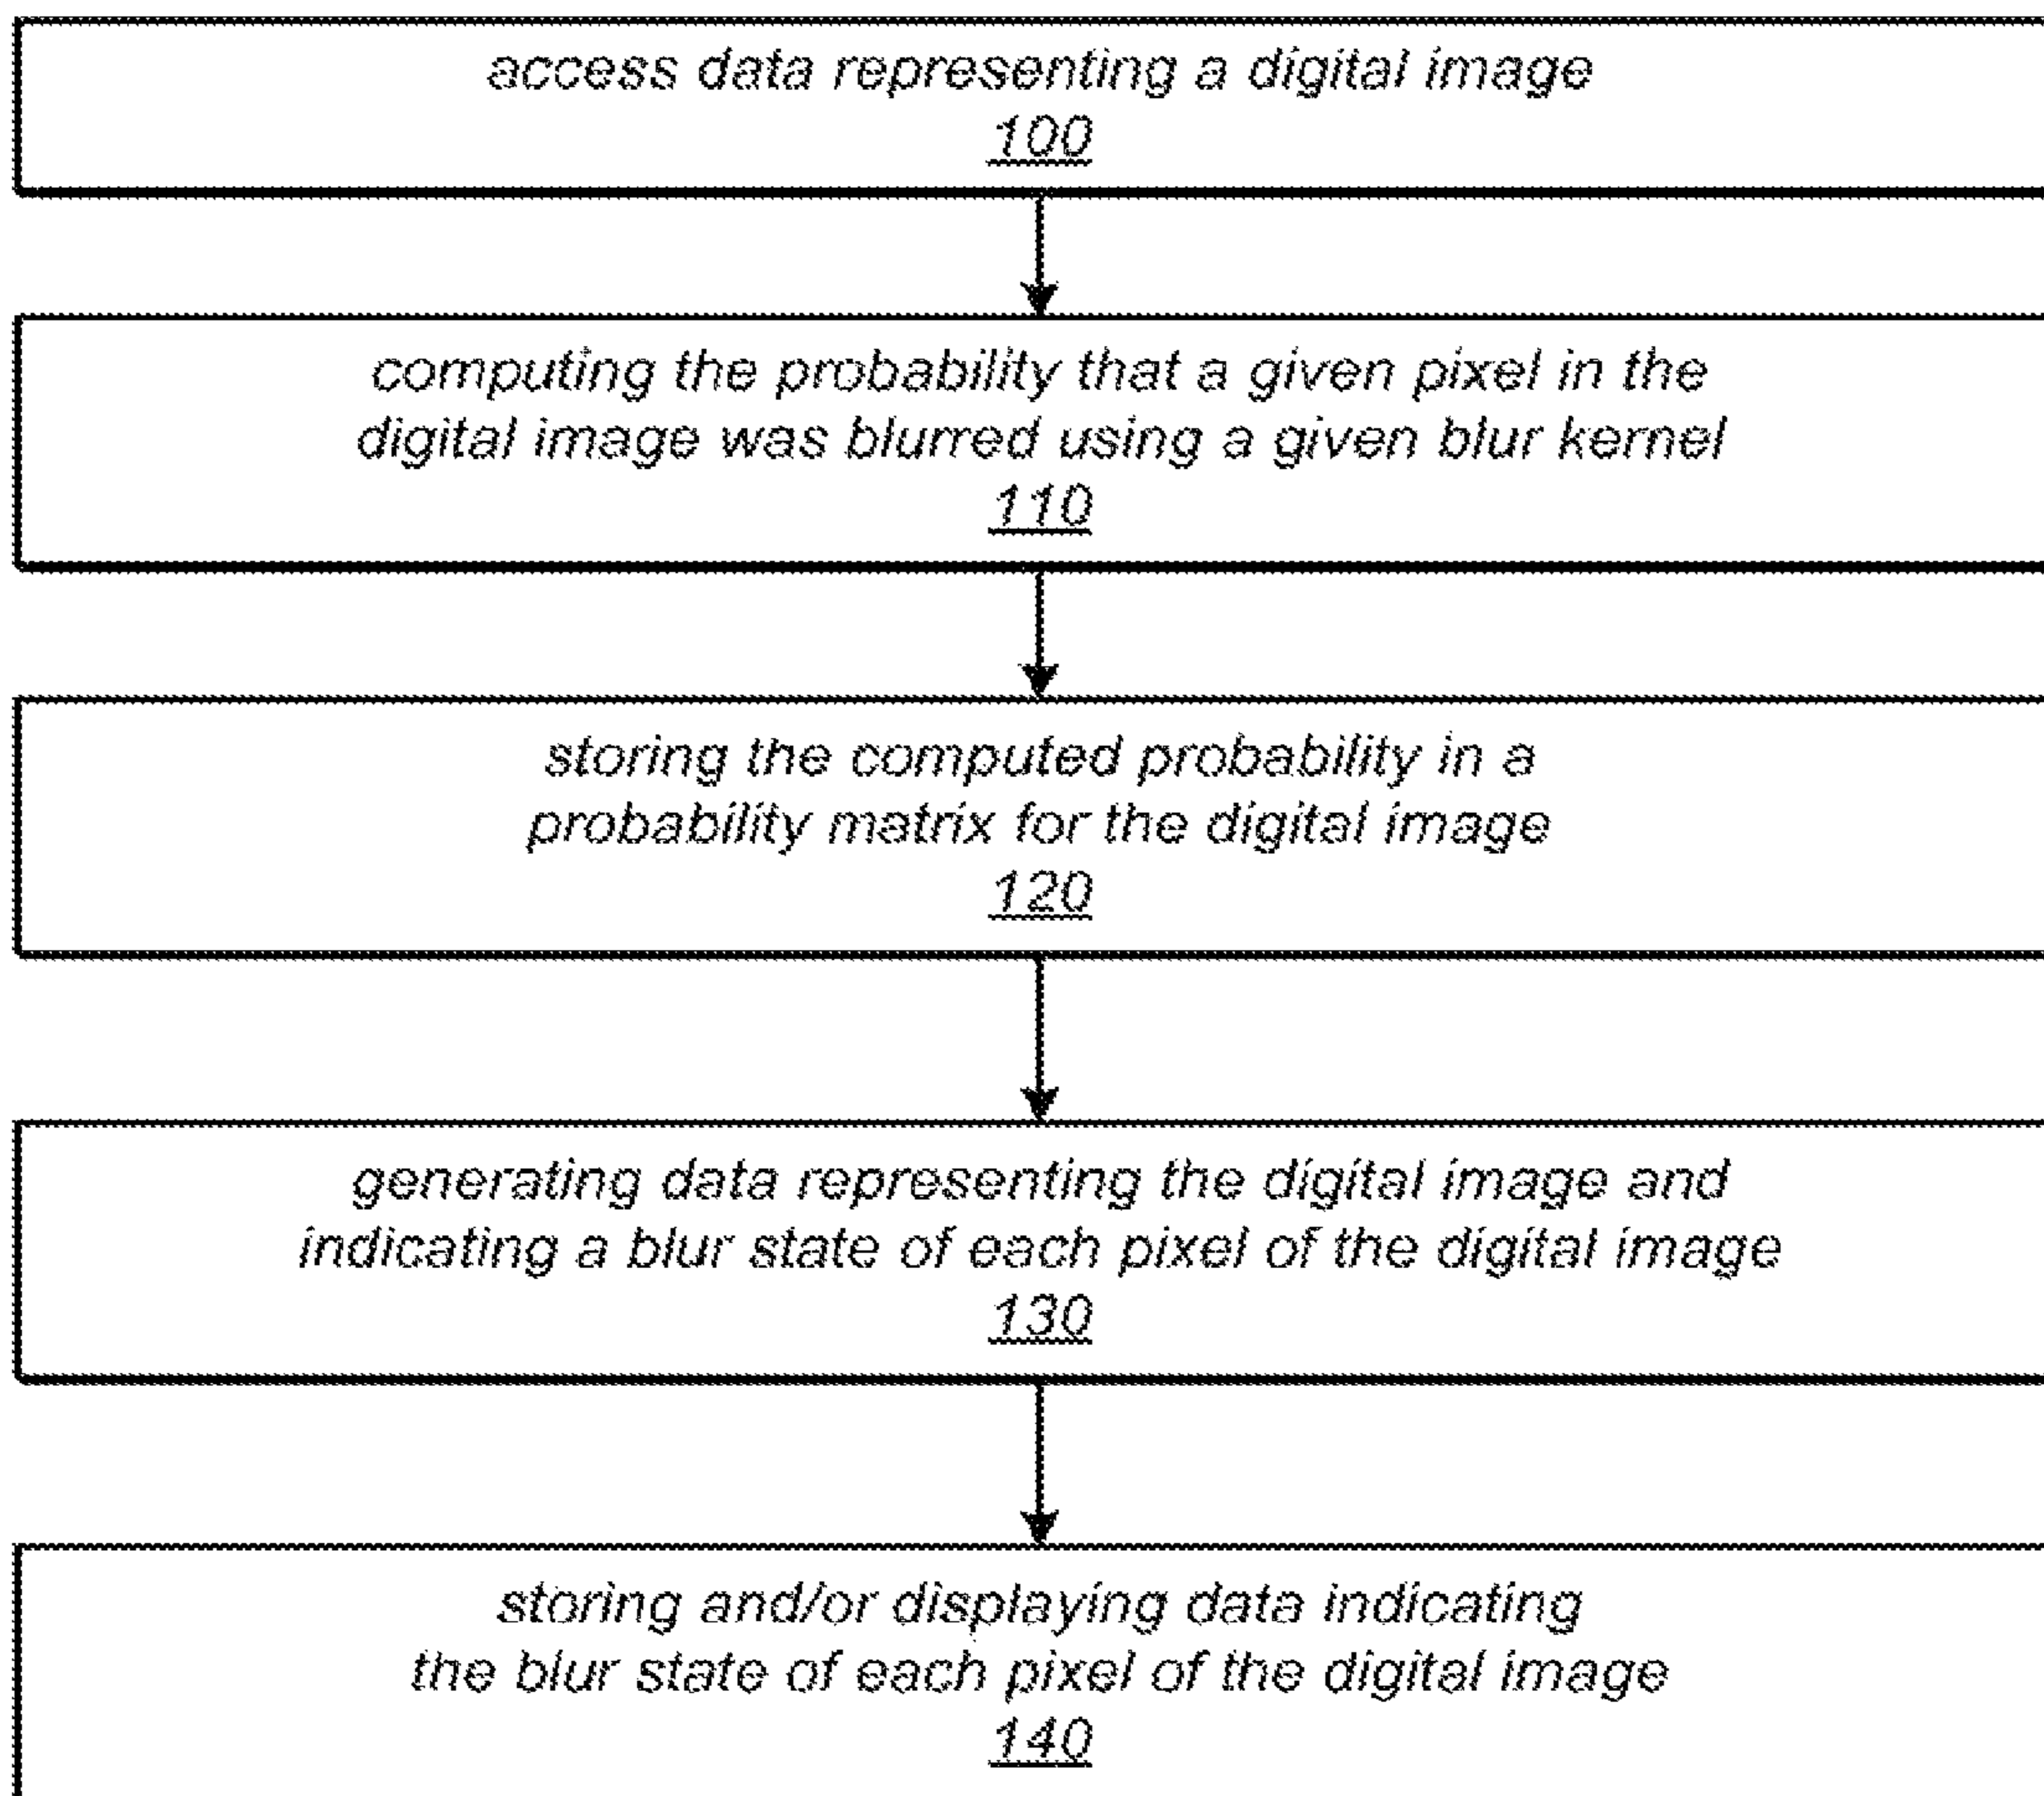 access data representing a digital image
100
computing the probability that a given pixel in the
digital image was blurred using a given blur kernel
110
storing the computed probability in a
probability matrix for the digital image
120
generating data representing the digital image and
indicating a blur state of each pixel of the digital image
130
storing and/or displaying data indicating
the blur state of each pixel of the digital image
140